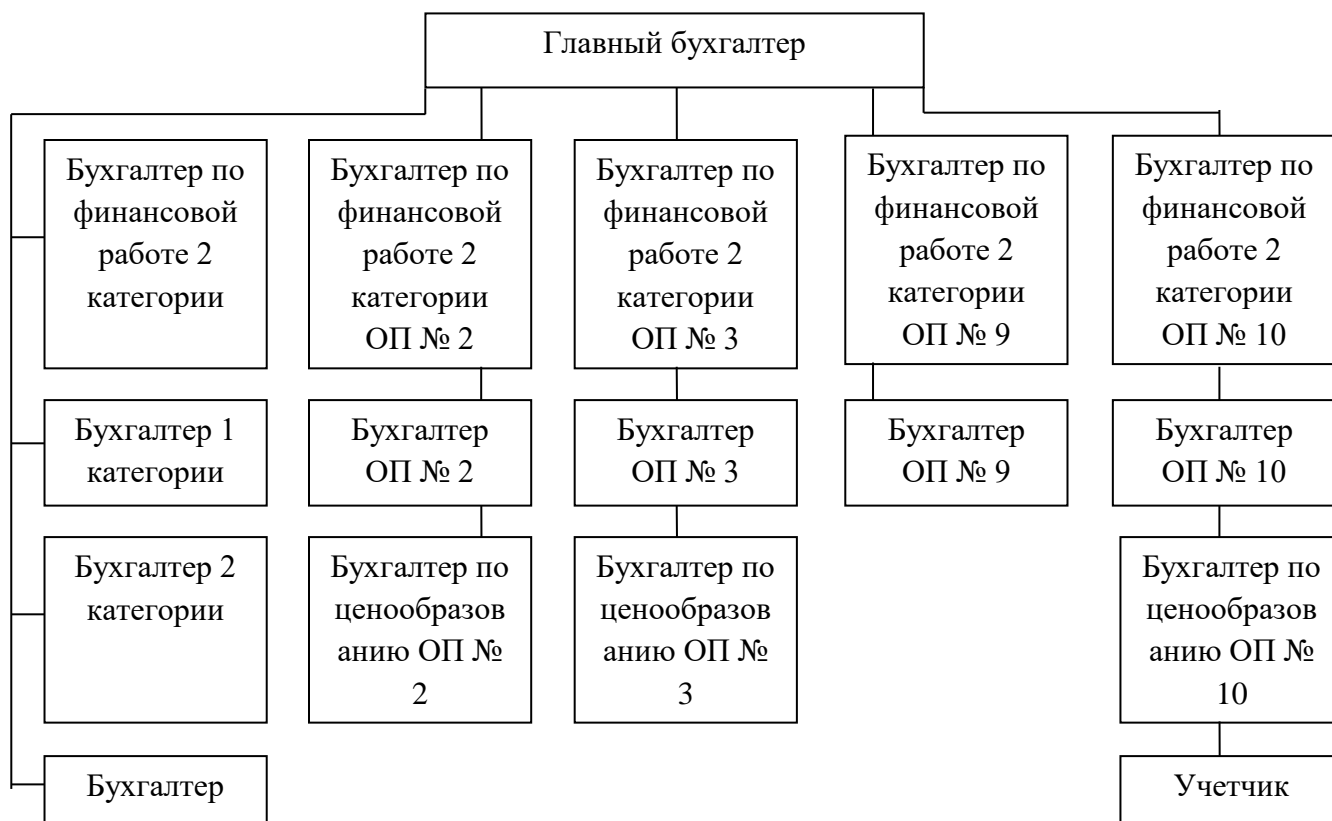 Главный бухгалтер
Бухгалтер по
финансовой
работе 2
категории
Бухгалтер по
финансовой
работе 2
категории
ОП № 2
Бухгалтер по
финансовой
работе 2
категории
ОП № 3
Бухгалтер по
финансовой
работе 2
категории
ОП № 9
Бухгалтер по
финансовой
работе 2
категории
ОП № 10
Бухгалтер 1
категории
Бухгалтер
ОП № 2
Бухгалтер
ОП № 3
Бухгалтер
ОП № 9
Бухгалтер
ОП № 10
Бухгалтер 2
категории
Бухгалтер по
ценообразов
анию ОП №
2
Бухгалтер по
ценообразов
анию ОП №
3
Бухгалтер по
ценообразов
анию ОП №
10
Бухгалтер
Учетчик